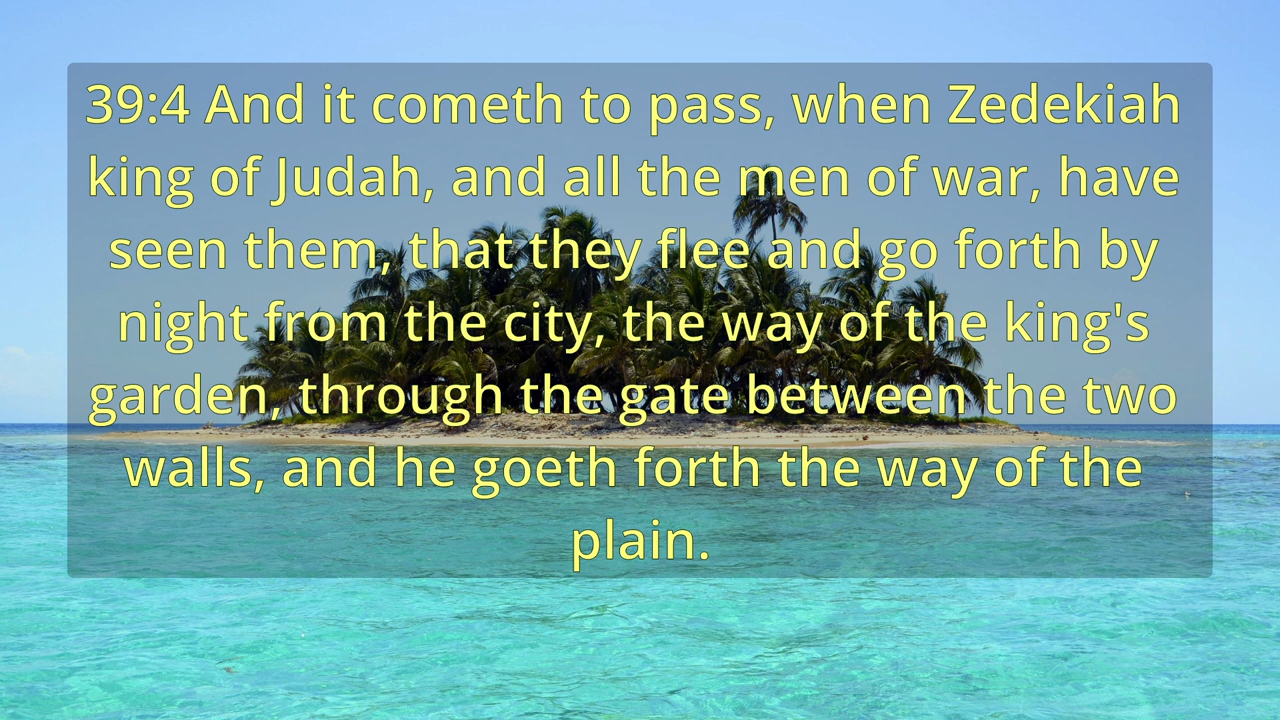 39:4 And it cometh to pass, when Zedekiah
king of Judah, and all the men of war, have
seen them, that they flee and go forth by
night from the city, the way of the king's
garden, through the gate between the two
walls, and he goeth forth the way of the
plain.